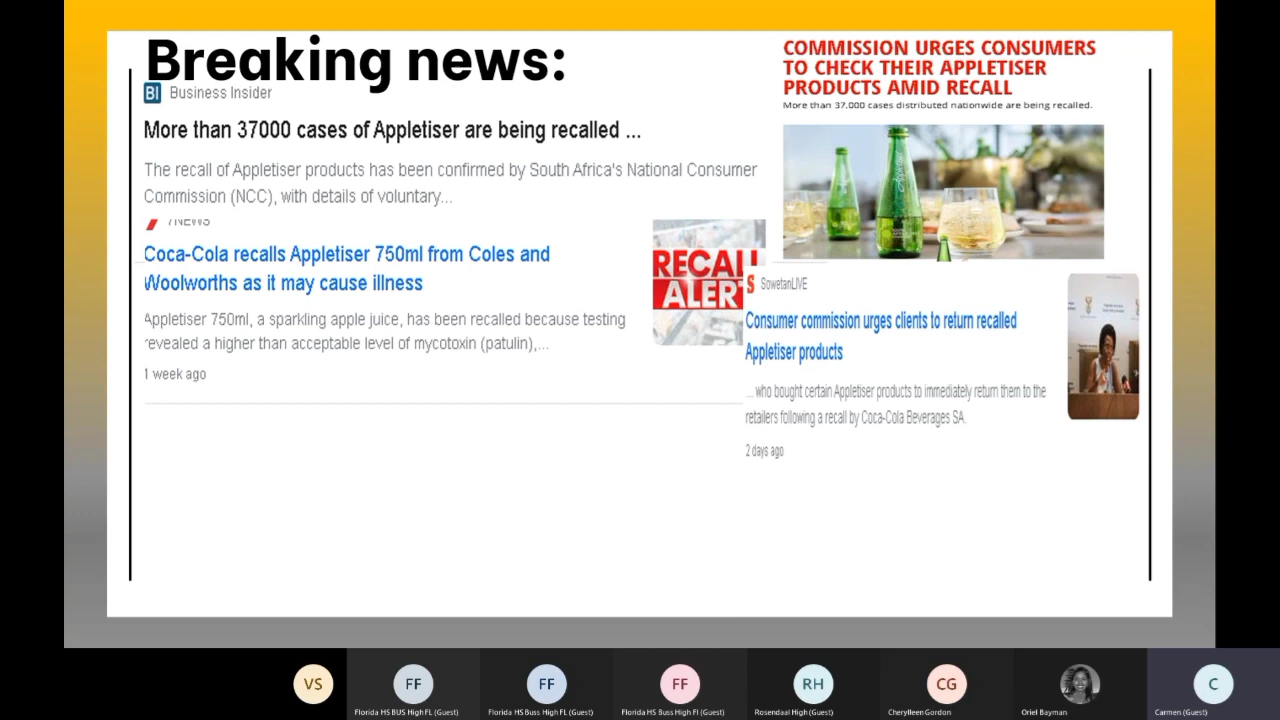 Breaking news:
BI Business Insider
More than 37000 cases of Appletiser are being recalled ...
The recall of Appletiser products has been confirmed by South Africa's National Consumer
Commission (NCC), with details of voluntary...
7NEWS
Coca-Cola recalls Appletiser 750ml from Coles and
Woolworths as it may cause illness
Appletiser 750ml, a sparkling apple juice, has been recalled because testing
revealed a higher than acceptable level of mycotoxin (patulin),...
1 week ago
RECALL
ALERT
COMMISSION URGES CONSUMERS
TO CHECK THEIR APPLETISER
PRODUCTS AMID RECALL
More than 37,000 cases distributed nationwide are being recalled.
Appletiser
S SowetanLIVE
Consumer commission urges clients to return recalled
Appletiser products
... who bought certain Appletiser products to immediately return them to the
retailers following a recall by Coca-Cola Beverages SA.
2 days ago
VS
FF
FF
FF
RH
CG
C
Florida HS BUS High FL (Guest)
Florida HS Buss High FL (Guest)
Florida HS Buss High Fl (Guest)
Rosendaal High (Guest)
Cherylleen Gordon
Oriel Bayman
Carmen (Guest)